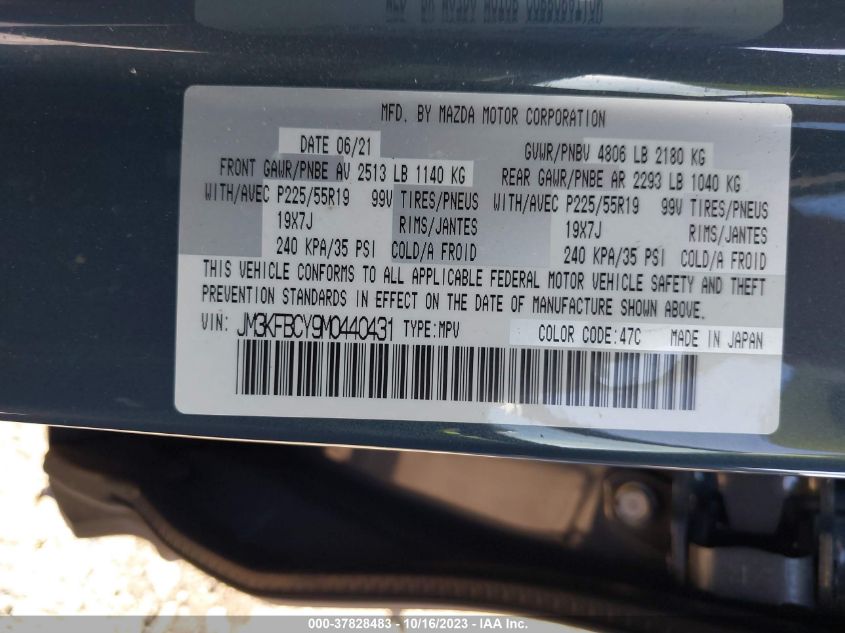 MFD. BY MAZDA MOTOR CORPORATION
DATE 06/21 GVWR/PNBV 4806 LB 2180 KG
FRONT GAWR/PNBE AV 2513 LB 1140 KG REAR GAWR/PNBE AR 2293 LB 1040 KG
WITH/AVEC P225/55R19 99V TIRES/PNEUS WITH/AVEC P225/55R19 99V TIRES/PNEUS
19X7J RIMS/JANTES 19X7J RIMS/JANTES
240 KPA/35 PSI COLD/A FROID 240 KPA/35 PSI COLD/A FROID
THIS VEHICLE CONFORMS TO ALL APPLICABLE FEDERAL MOTOR VEHICLE SAFETY AND THEFT
PREVENTION STANDARDS IN EFFECT ON THE DATE OF MANUFACTURE SHOWN ABOVE.
VIN: JM3KFBCY9M0440431 TYPE:MPV COLOR CODE:47C MADE IN JAPAN
000-37828483 - 10/16/2023 - IAA Inc.